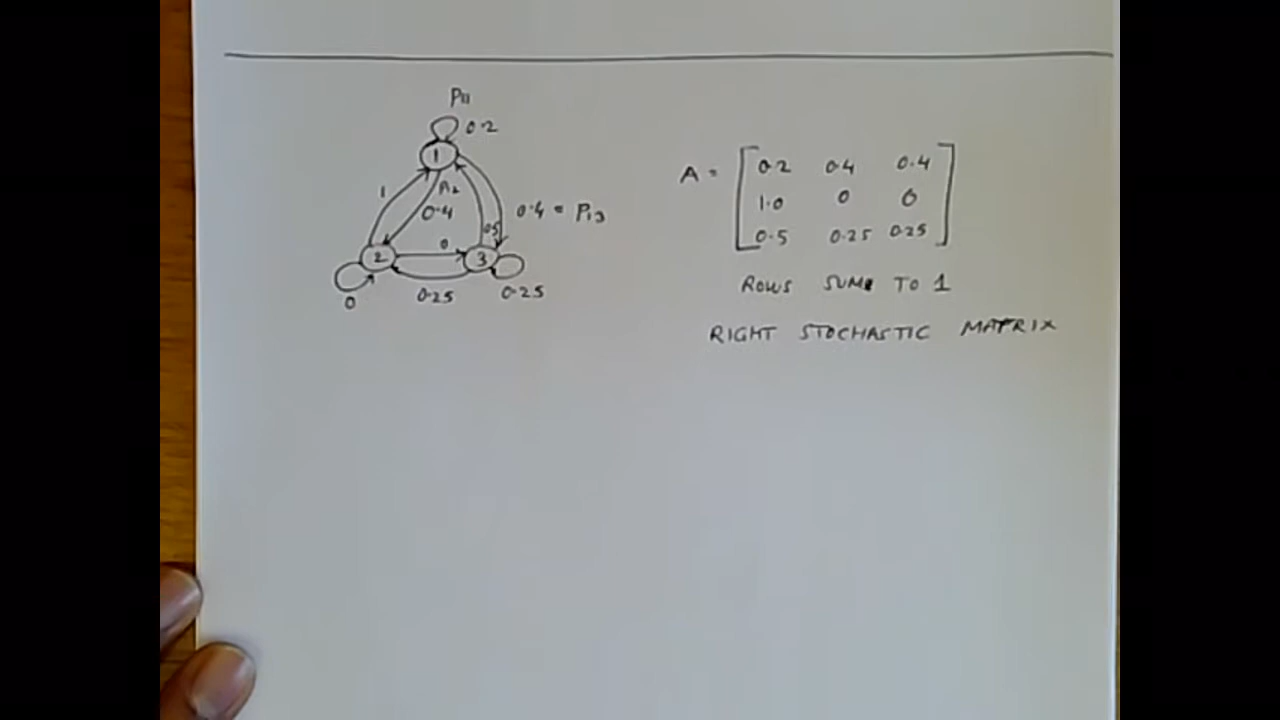 P11
0.2
1
1
P12
0.4
0.4 = P13
0.5
0
2
3
0
0.25
0.25
A = [ 0.2 0.4 0.4
1.0 0 0
0.5 0.25 0.25 ]
ROWS SUM TO 1
RIGHT STOCHASTIC MATRIX